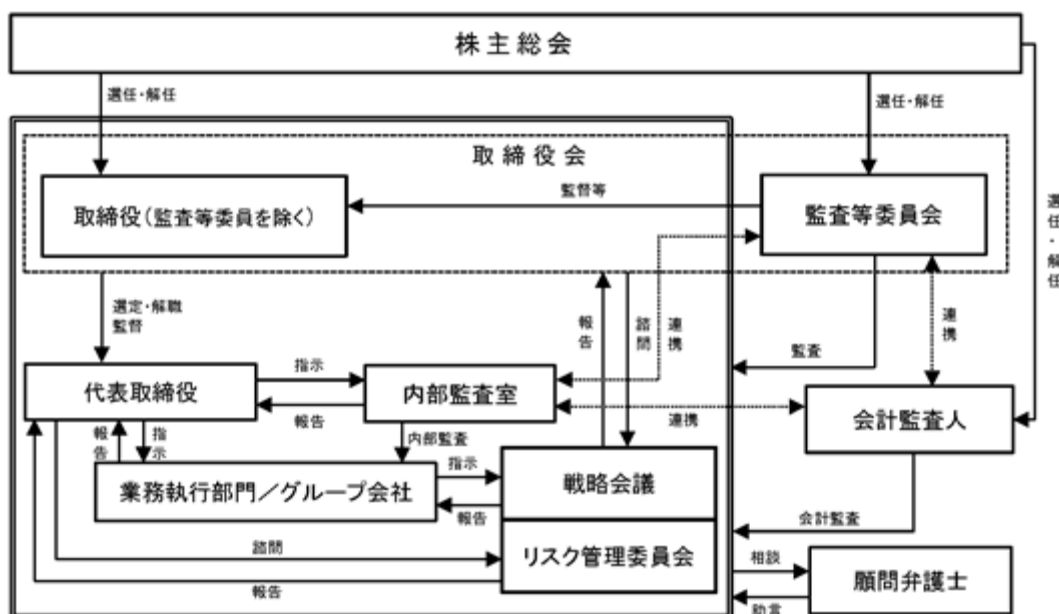 株主総会
選任・解任
選任・解任
選任・解任
取締役会
取締役（監査等委員を除く）
監督等
監査等委員会
選定・解職
監督
報告
諮問
連携
連携
監査
代表取締役
指示
報告
内部監査室
連携
会計監査人
報告
指示
内部監査
業務執行部門／グループ会社
指示
報告
戦略会議
リスク管理委員会
諮問
報告
会計監査
相談
助言
顧問弁護士